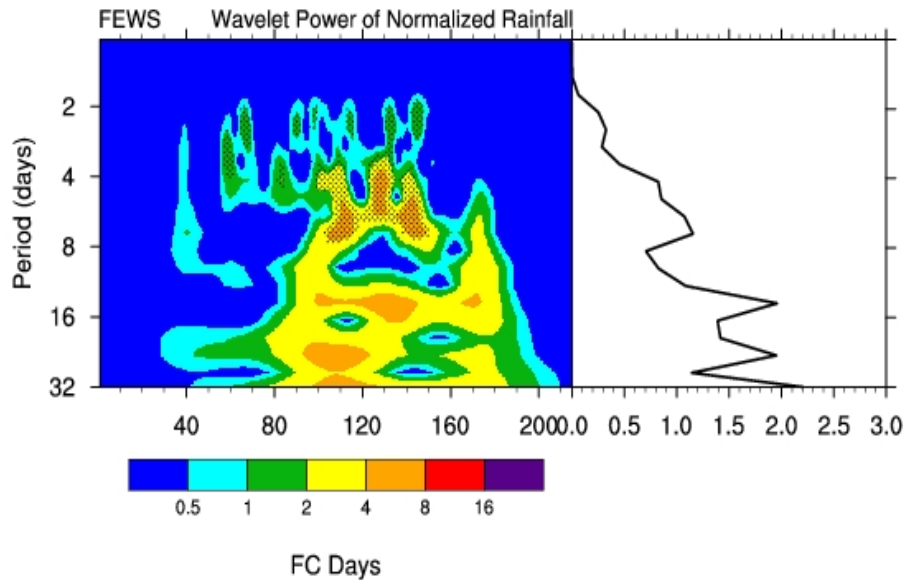 FEWS Wavelet Power of Normalized Rainfall
Period (days)
2
4
8
16
32
40 80 120 160 200 0.0 0.5 1.0 1.5 2.0 2.5 3.0
0.5 1 2 4 8 16
FC Days